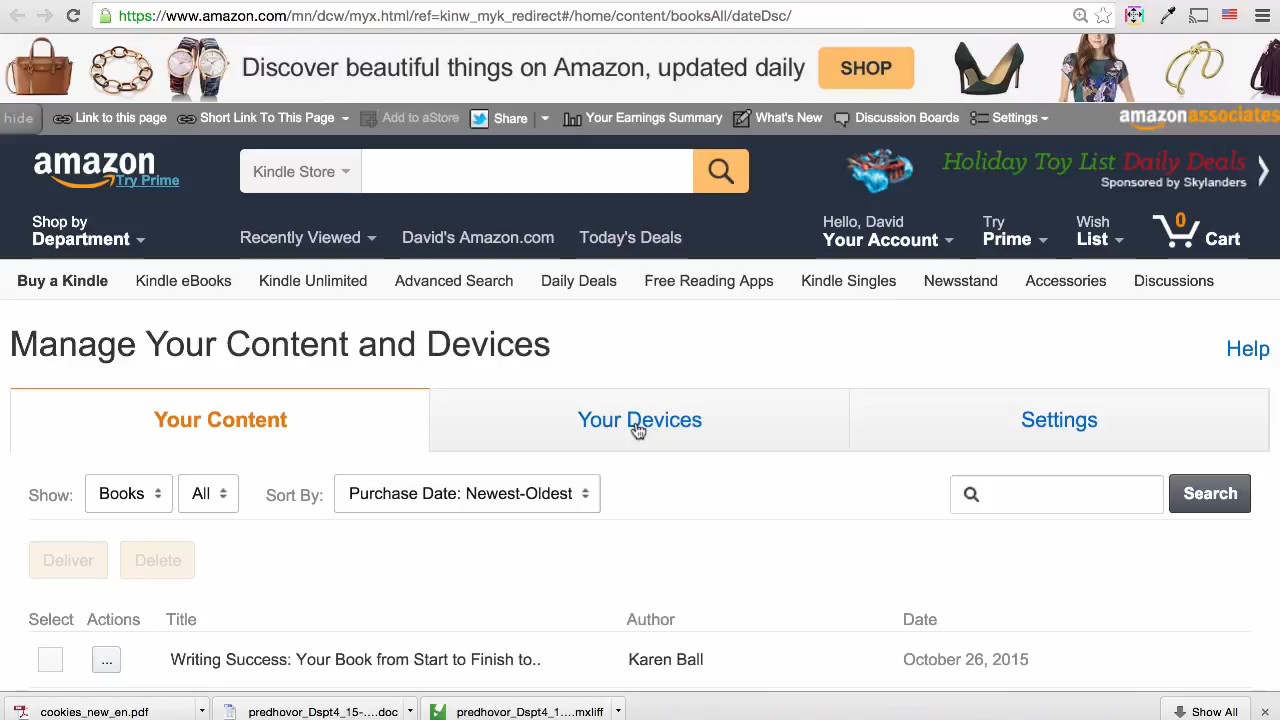 https://www.amazon.com/mn/dcw/myx.html/ref=kinw_myk_redirect#/home/content/booksAll/dateDsc/
Discover beautiful things on Amazon, updated daily SHOP
hide Link to this page Short Link To This Page Add to aStore Share Your Earnings Summary What's New Discussion Boards Settings amazonassociates
amazon Try Prime Kindle Store Holiday Toy List Daily Deals
Sponsored by Skylanders
Shop by Department Recently Viewed David's Amazon.com Today's Deals Hello, David Your Account Try Prime Wish List 0 Cart
Buy a Kindle Kindle eBooks Kindle Unlimited Advanced Search Daily Deals Free Reading Apps Kindle Singles Newsstand Accessories Discussions
Manage Your Content and Devices Help
Your Content Your Devices Settings
Show: Books All Sort By: Purchase Date: Newest-Oldest Search
Deliver Delete
Select Actions Title Author Date
... Writing Success: Your Book from Start to Finish to.. Karen Ball October 26, 2015
cookies_new_en.pdf predhovor_Dspt4_15-....doc predhovor_Dspt4_1....mxliff Show All